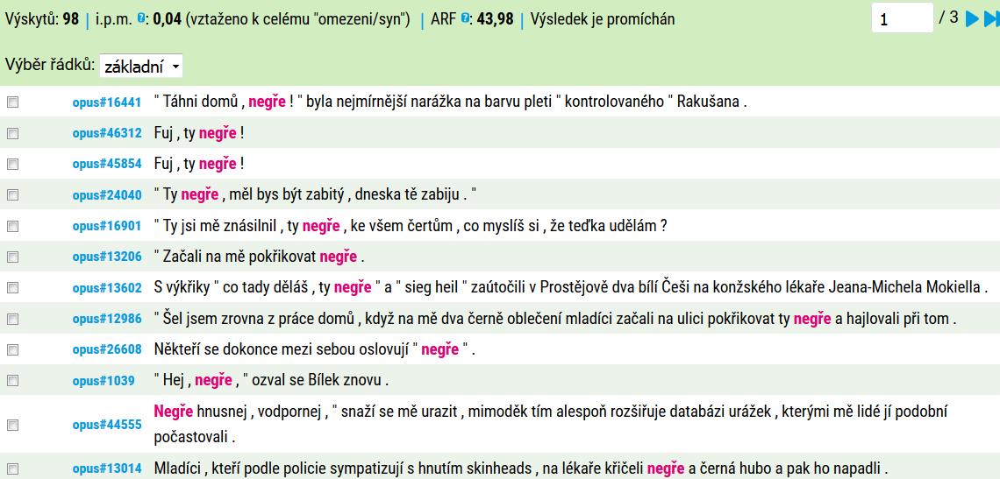 Výskytů: 98 | i.p.m. ?: 0,04 (vztaženo k celému "omezeni/syn") | ARF ?: 43,98 | Výsledek je promíchán 1 / 3
Výběr řádků: základní
opus#16441 " Táhni domů , negře ! " byla nejmírnější narážka na barvu pleti " kontrolovaného " Rakušana .
opus#46312 Fuj , ty negře !
opus#45854 Fuj , ty negře !
opus#24040 " Ty negře , měl bys být zabitý , dneska tě zabiju . "
opus#16901 " Ty jsi mě znásilnil , ty negře , ke všem čertům , co myslíš si , že teďka udělám ?
opus#13206 " Začali na mě pokřikovat negře .
opus#13602 S výkřiky " co tady děláš , ty negře " a " sieg heil " zaútočili v Prostějově dva bílí Češi na konžského lékaře Jeana-Michela Mokiella .
opus#12986 " Šel jsem zrovna z práce domů , když na mě dva černě oblečení mladíci začali na ulici pokřikovat ty negře a hajlovali při tom .
opus#26608 Někteří se dokonce mezi sebou oslovují " negře " .
opus#1039 " Hej , negře , " ozval se Bílek znovu .
opus#44555 Negře hnusnej , vodpornej , " snaží se mě urazit , mimoděk tím alespoň rozšiřuje databázi urážek , kterými mě lidé jí podobní
počastovali .
opus#13014 Mladíci , kteří podle policie sympatizují s hnutím skinheads , na lékaře křičeli negře a černá hubo a pak ho napadli .